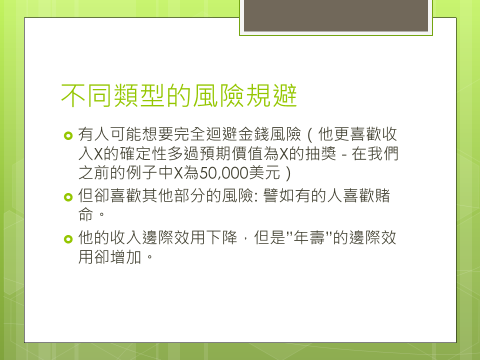 不同類型的風險規避
有人可能想要完全迴避金錢風險（他更喜歡收
入X的確定性多過預期價值為X的抽獎 - 在我們
之前的例子中X為50,000美元）
但卻喜歡其他部分的風險: 譬如有的人喜歡賭
命。
他的收入邊際效用下降，但是"年壽"的邊際效
用卻增加。